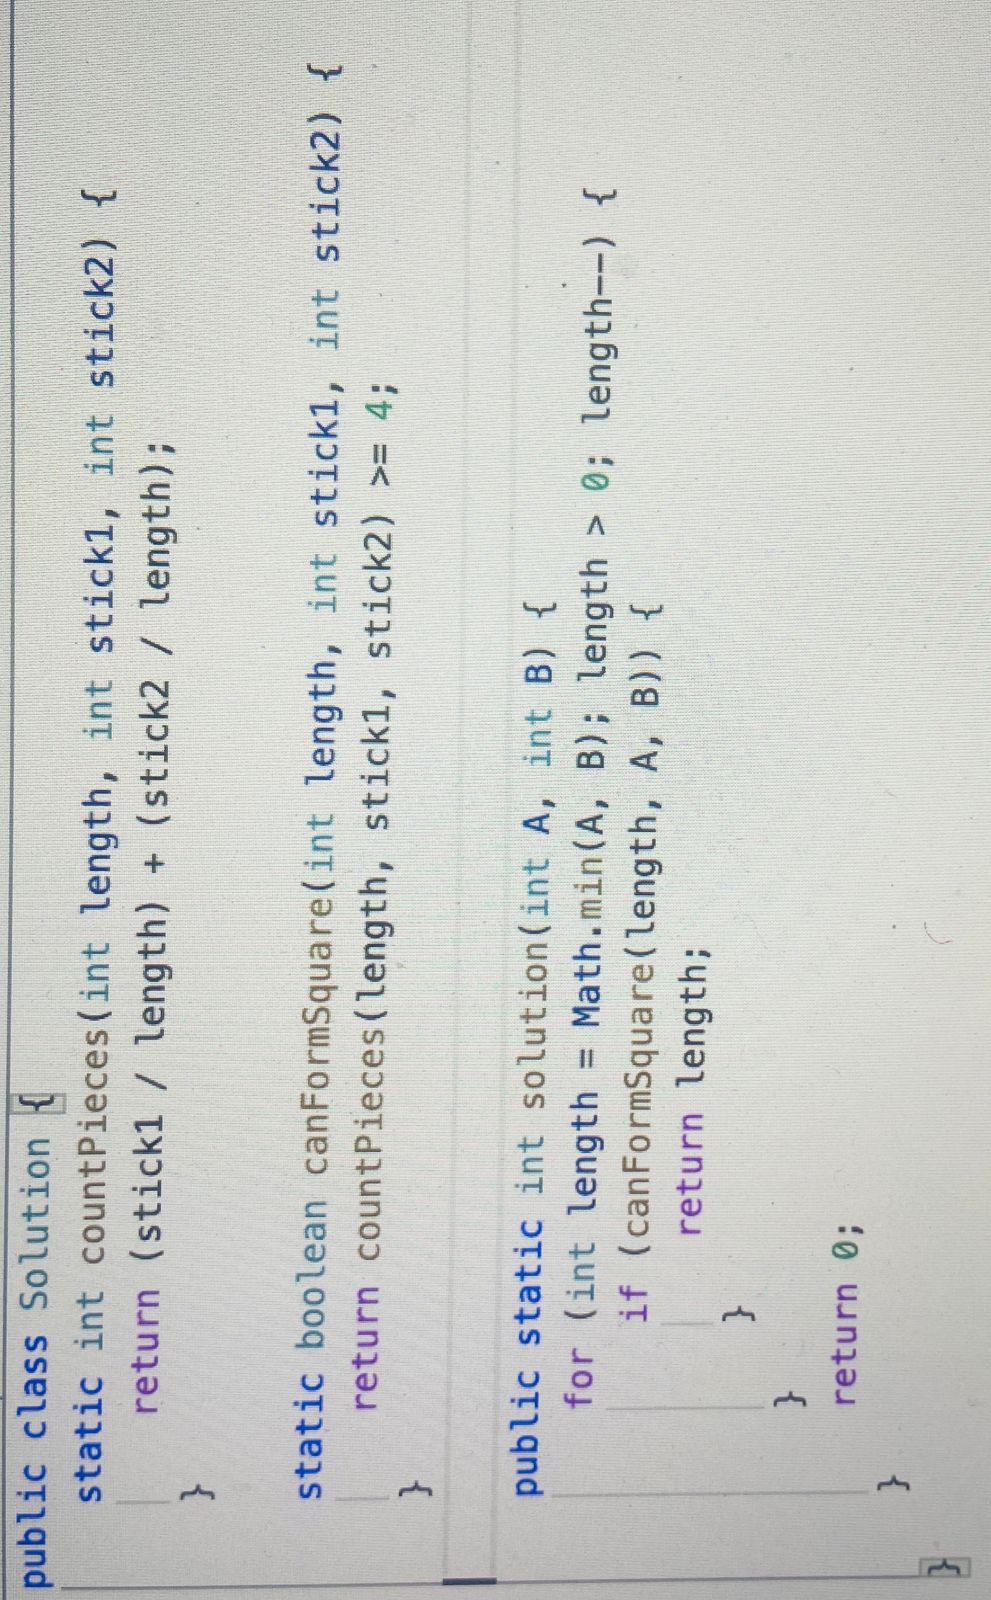 public class Solution {
static int countPieces(int length, int stick1, int stick2) {
return (stick1 / length) + (stick2 / length);
}
static boolean canFormSquare(int length, int stick1, int stick2) {
return countPieces(length, stick1, stick2) >= 4;
}
public static int solution(int A, int B) {
for (int length = Math.min(A, B); length > 0; length--) {
if (canFormSquare(length, A, B)) {
return length;
}
}
return 0;
}
}